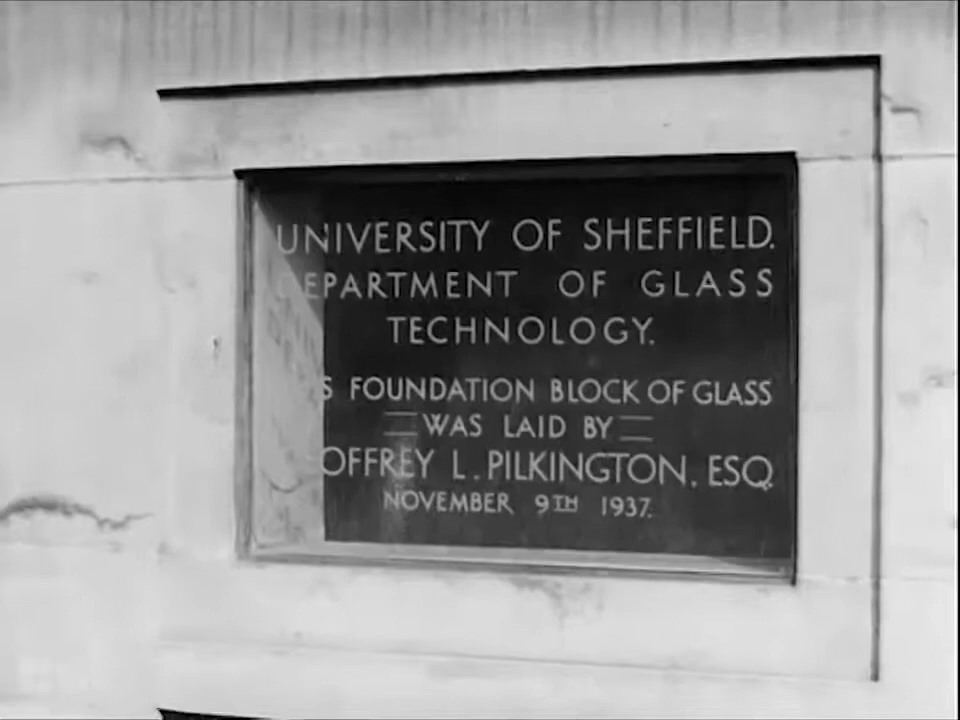 UNIVERSITY OF SHEFFIELD.
DEPARTMENT OF GLASS
TECHNOLOGY.
S FOUNDATION BLOCK OF GLASS
WAS LAID BY
OFFREY L. PILKINGTON, ESQ.
NOVEMBER 9TH 1937.